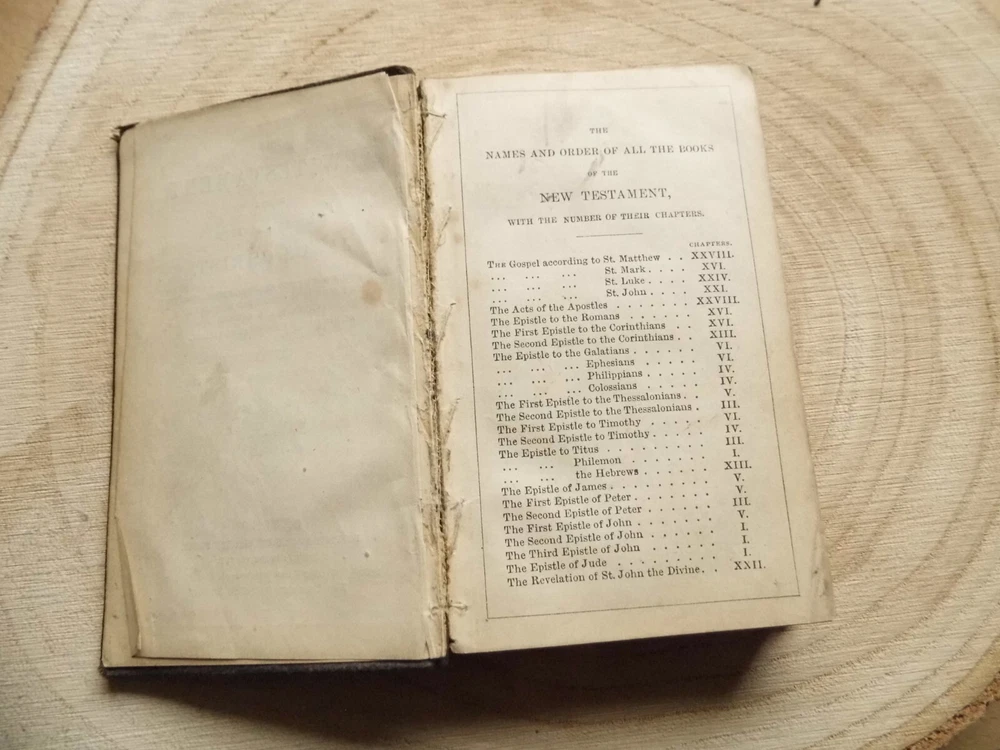 THE
NAMES AND ORDER OF ALL THE BOOKS
OF THE
NEW TESTAMENT,
WITH THE NUMBER OF THEIR CHAPTERS.
CHAPTERS.
THE Gospel according to St. Matthew . . XXVIII.
... ... ... St. Mark . . . . XVI.
... ... ... St. Luke . . . . XXIV.
... ... ... St. John . . . . XXI.
The Acts of the Apostles . . . . . . . XXVIII.
The Epistle to the Romans . . . . . . XVI.
The First Epistle to the Corinthians . . XVI.
The Second Epistle to the Corinthians . . XIII.
The Epistle to the Galatians . . . . . . VI.
... ... ... Ephesians . . . . . VI.
... ... ... Philippians . . . . . IV.
... ... ... Colossians . . . . . IV.
The First Epistle to the Thessalonians . . V.
The Second Epistle to the Thessalonians . III.
The First Epistle to Timothy . . . . . VI.
The Second Epistle to Timothy . . . . . IV.
The Epistle to Titus . . . . . . . . III.
... ... Philemon . . . . . . I.
... ... the Hebrews . . . . . . XIII.
The Epistle of James . . . . . . . . V.
The First Epistle of Peter . . . . . . . V.
The Second Epistle of Peter . . . . . . III.
The First Epistle of John . . . . . . . V.
The Second Epistle of John . . . . . . I.
The Third Epistle of John . . . . . . I.
The Epistle of Jude . . . . . . . . I.
The Revelation of St. John the Divine . . XXII.